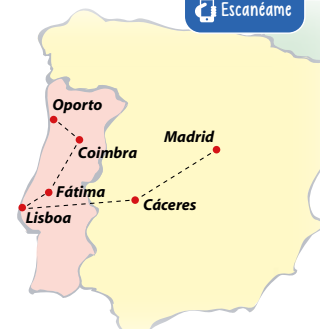 Escanéame
Oporto
Madrid
Coimbra
Fátima
Cáceres
Lisboa